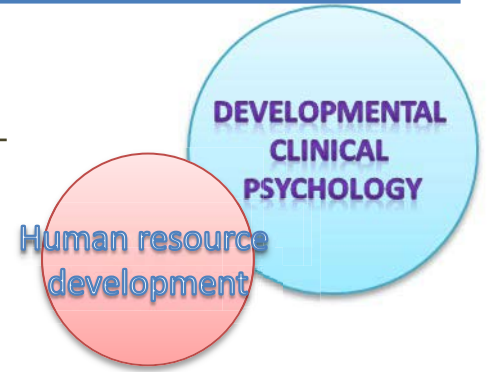 DEVELOPMENTAL
CLINICAL
PSYCHOLOGY
Human resource
development